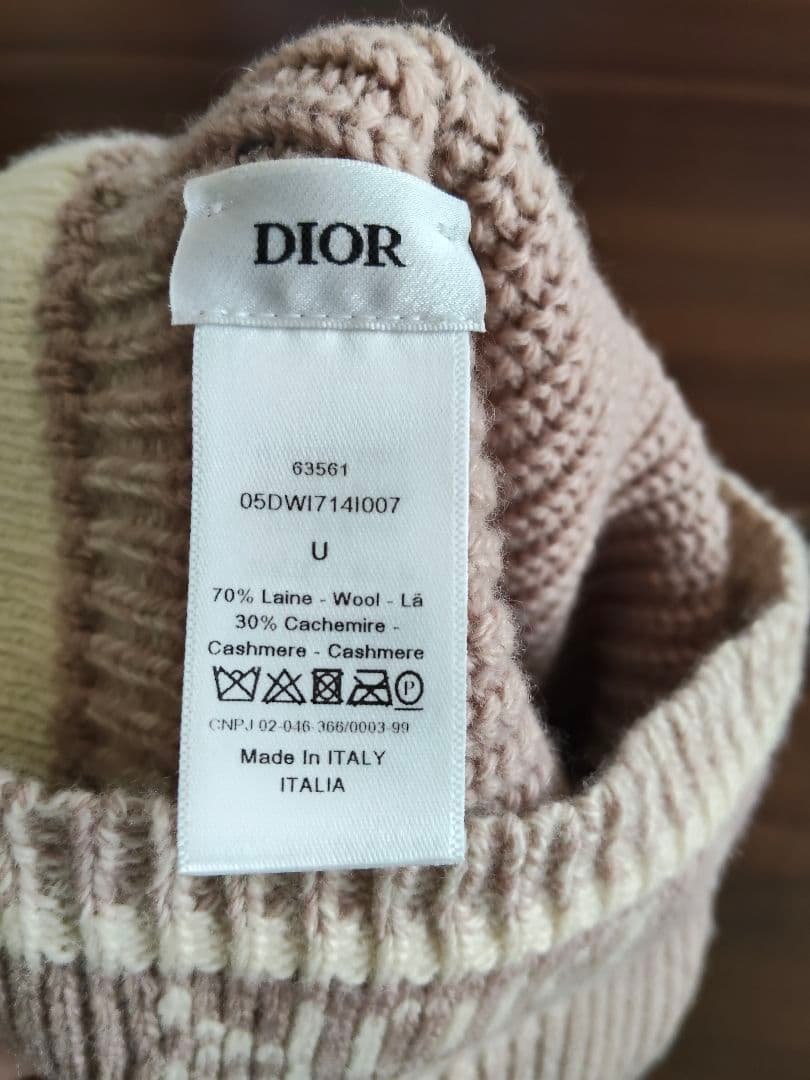 DIOR
63561
05DWI714I007
U
70% Laine - Wool - Lã
30% Cachemire -
Cashmere - Cashmere
P
CNPJ 02-046-366/0003-99
Made In ITALY
ITALIA